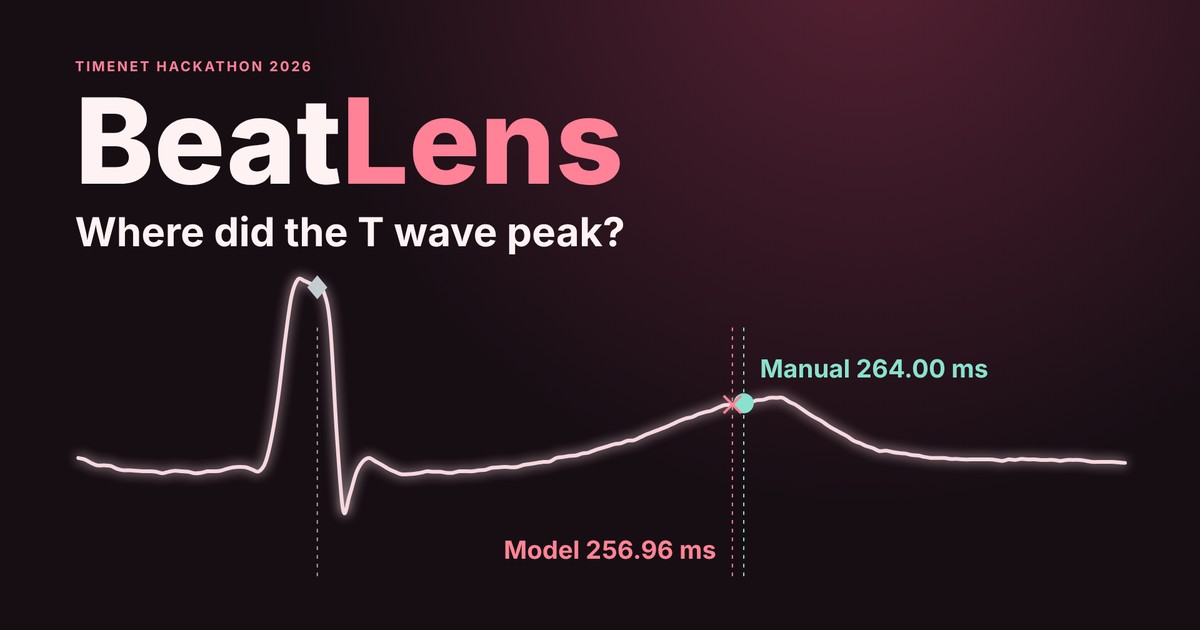 TIMENET HACKATHON 2026
BeatLens
Where did the T wave peak?
Manual 264.00 ms
Model 256.96 ms